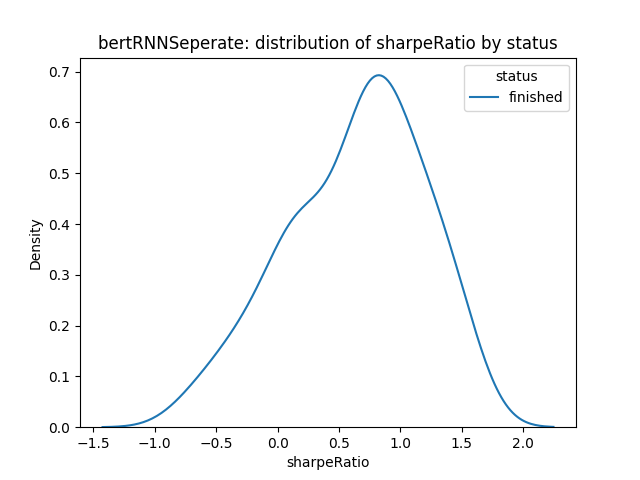 bertRNNSeperate: distribution of sharpeRatio by status
status
finished
0.7
0.6
0.5
0.4
0.3
0.2
0.1
0.0
Density
−1.5 −1.0 −0.5 0.0 0.5 1.0 1.5 2.0
sharpeRatio